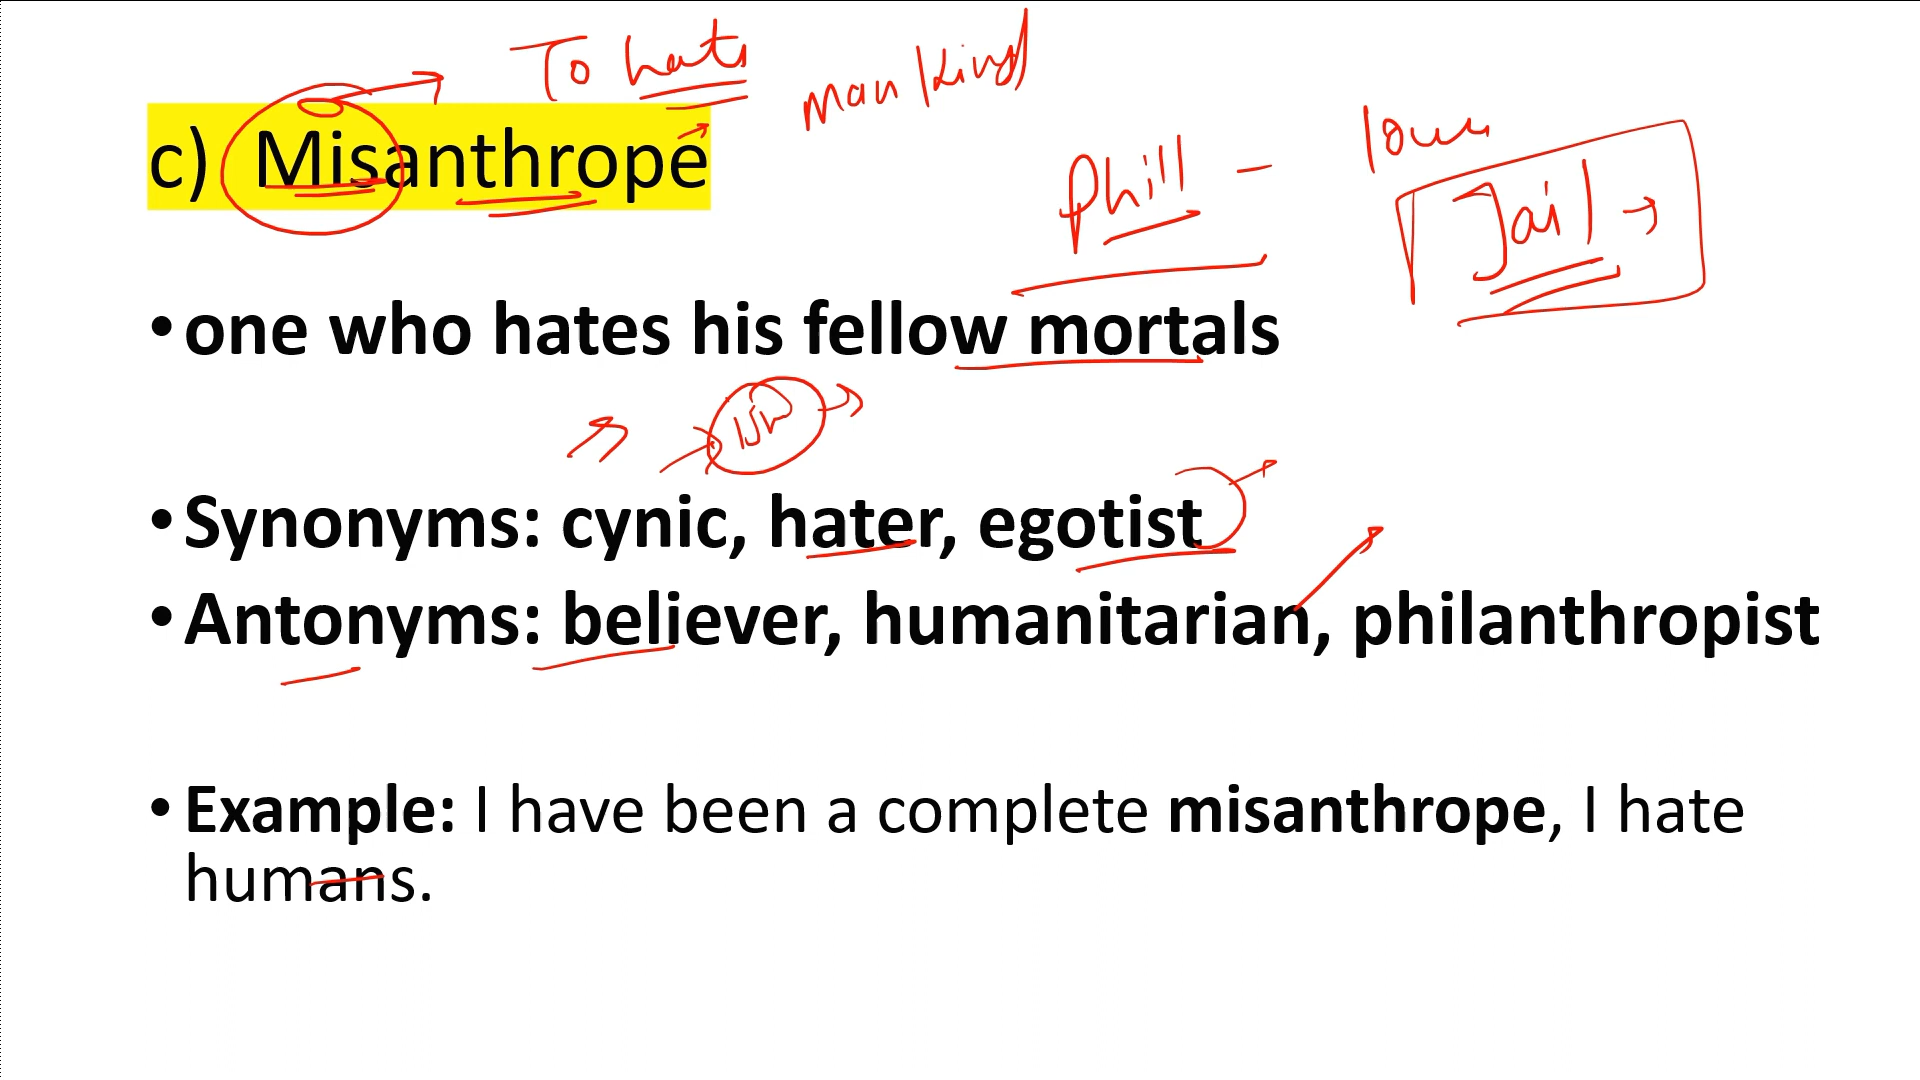 To hate mankind
c) Misanthrope
Phill - love
Jail →
• one who hates his fellow mortals
• Synonyms: cynic, hater, egotist
• Antonyms: believer, humanitarian, philanthropist
• Example: I have been a complete misanthrope, I hate
humans.